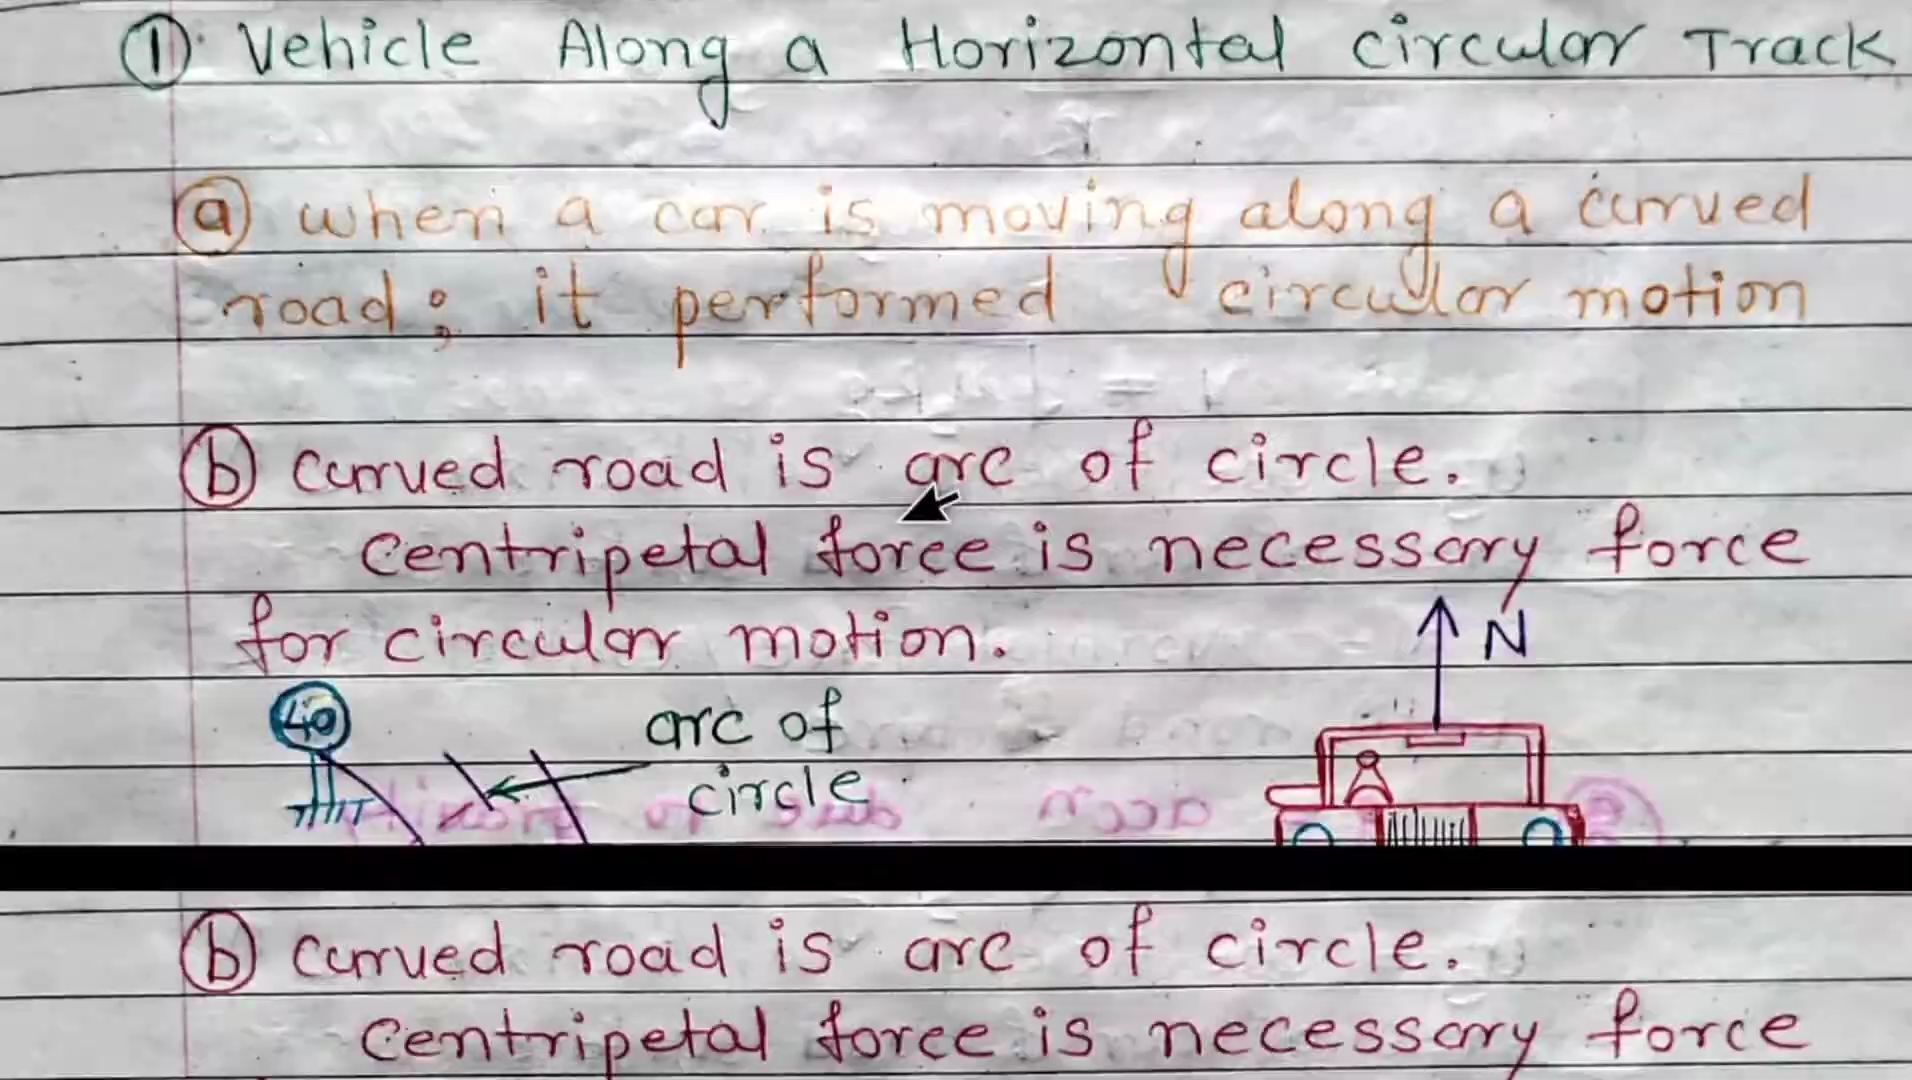 ① Vehicle Along a Horizontal circular Track
ⓐ when a car is moving along a curved
road; it performed circular motion
ⓑ curved road is arc of circle.
Centripetal force is necessary force
for circular motion.
N
40
arc of
circle
ⓑ curved road is arc of circle.
Centripetal force is necessary force